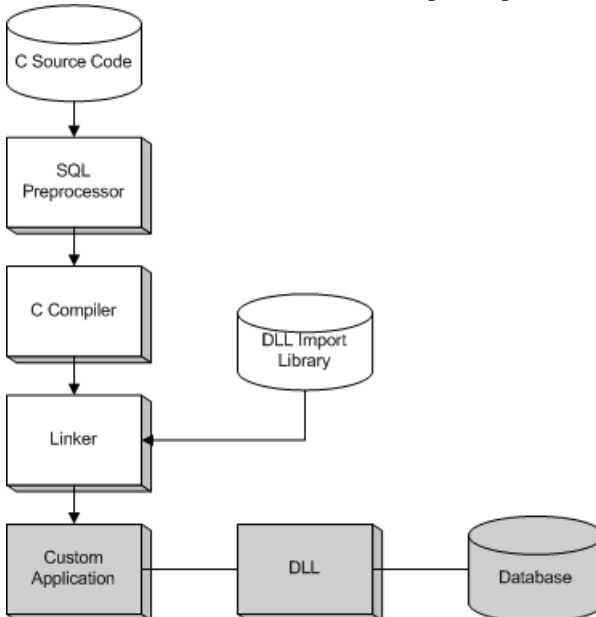 C Source Code
SQL
Preprocessor
C Compiler
DLL Import
Library
Linker
Custom
Application
DLL
Database